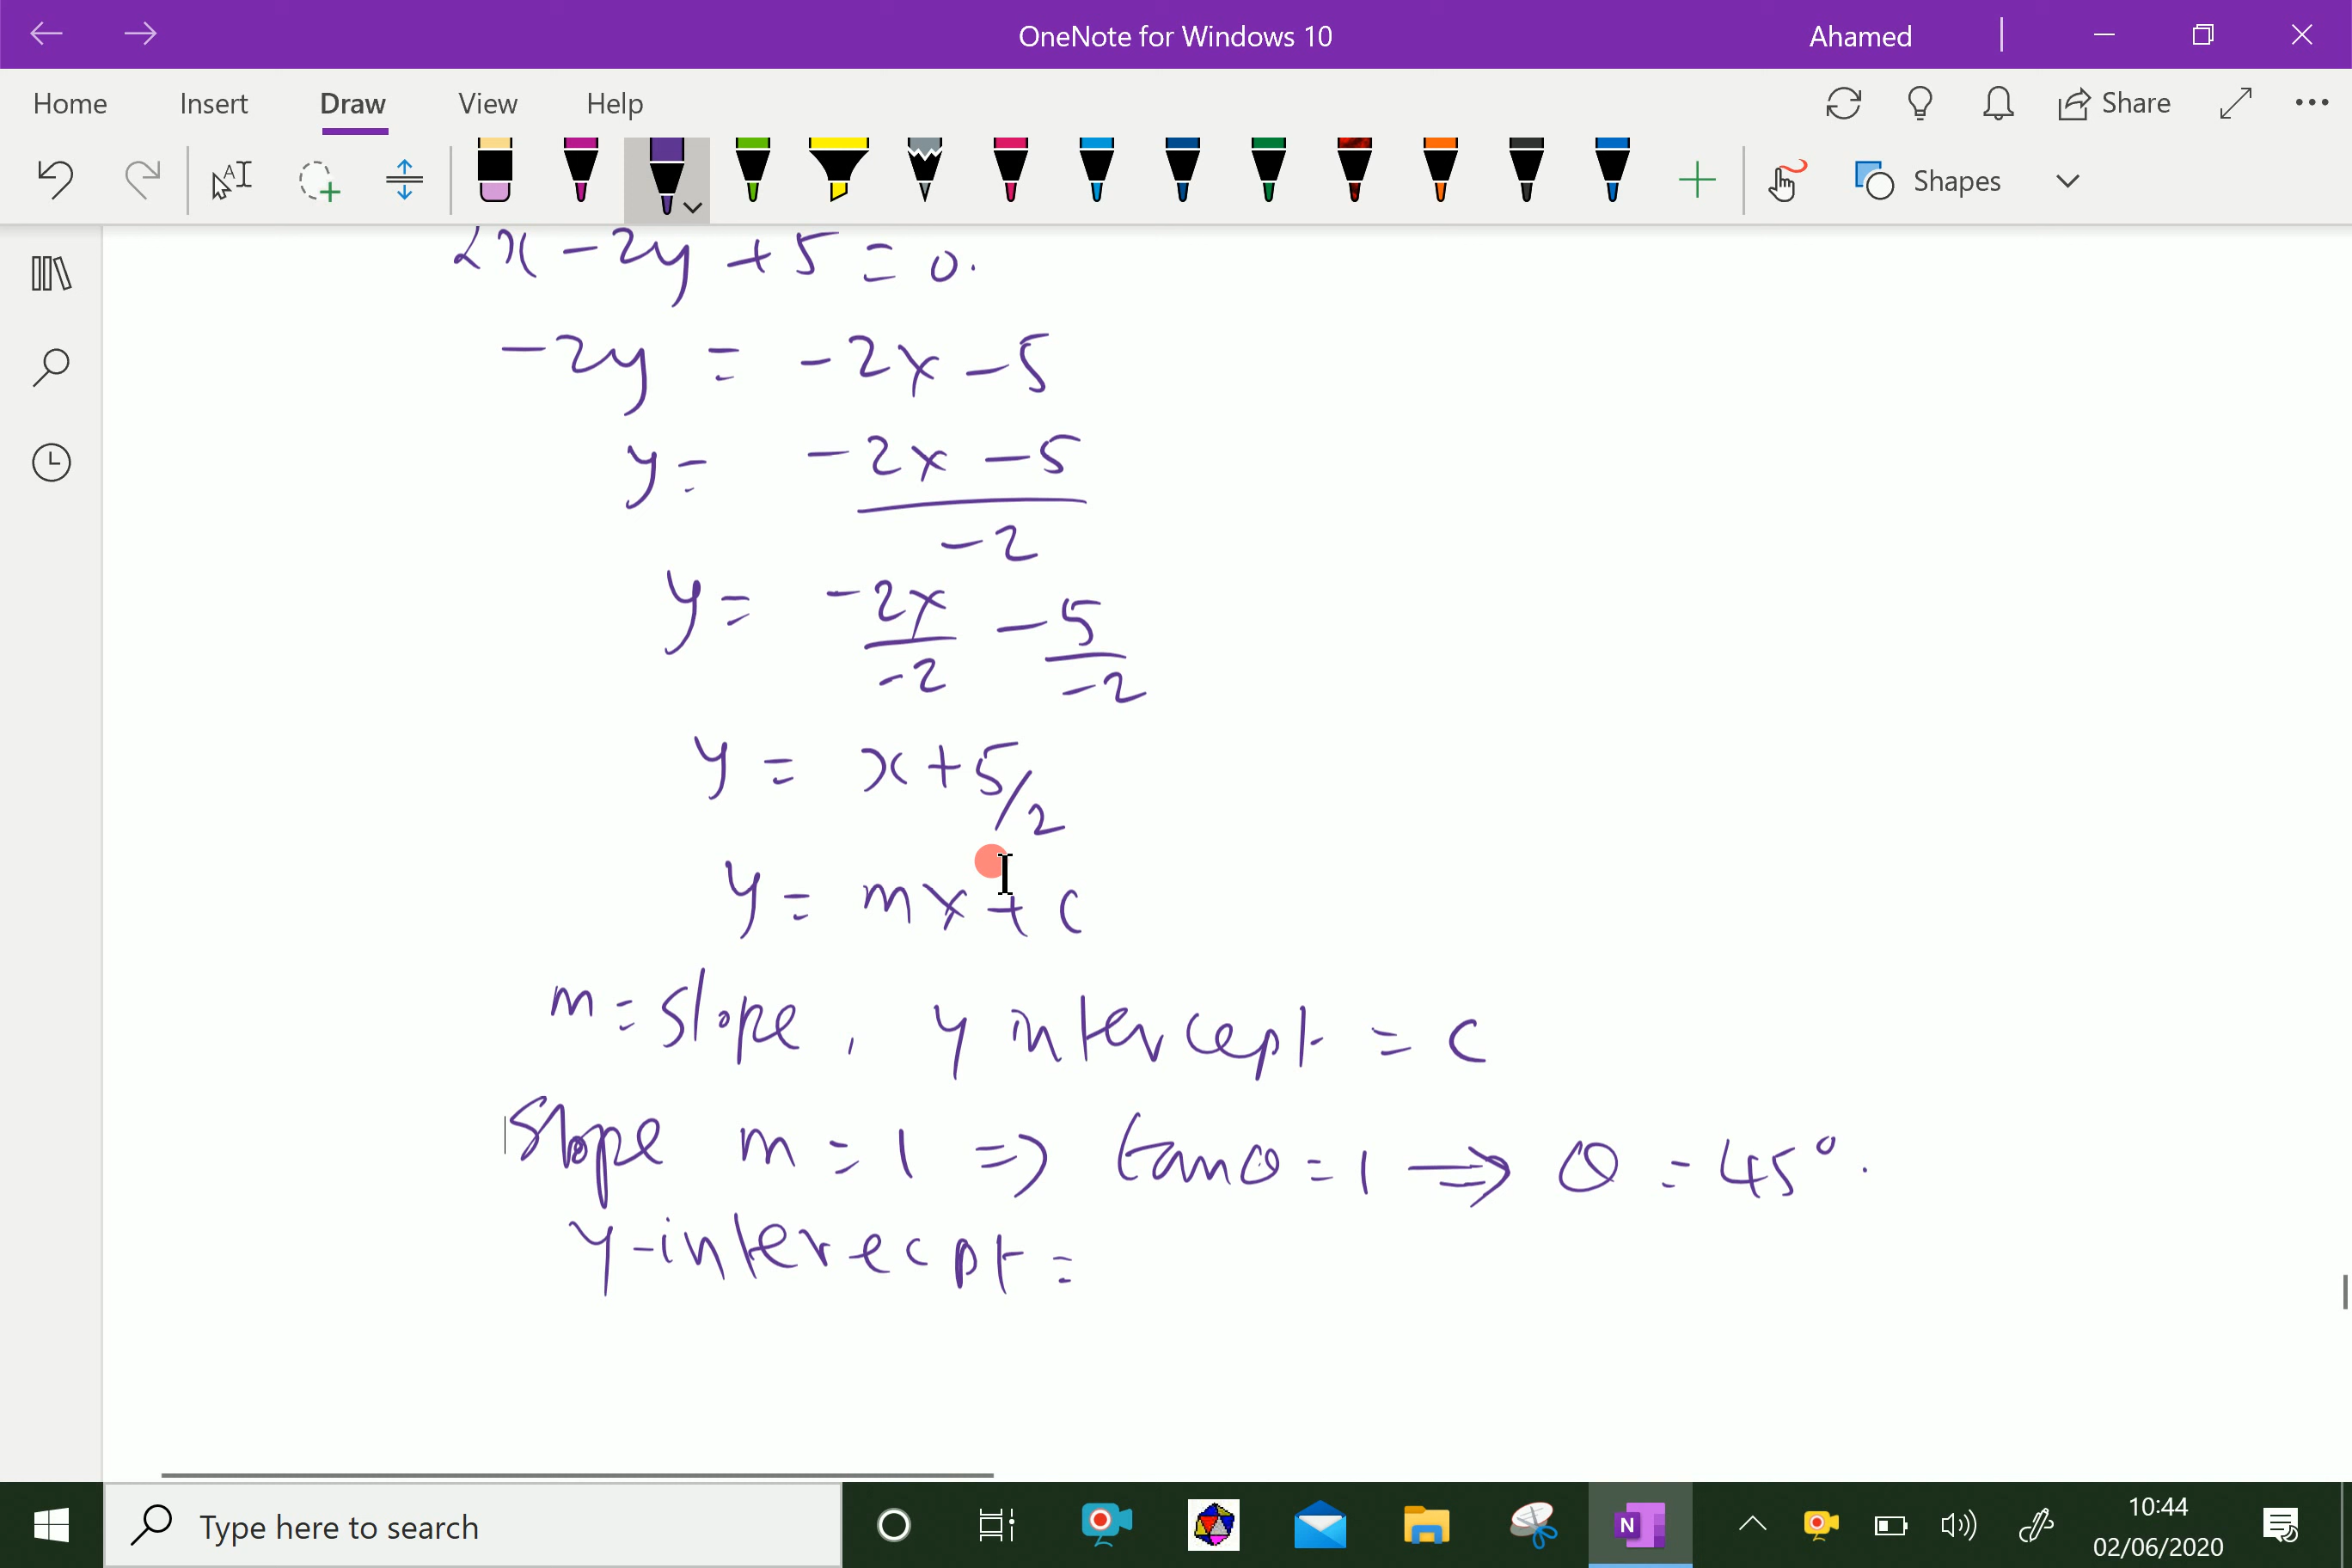 OneNote for Windows 10 Ahamed
Home Insert Draw View Help Share
Shapes
2x - 2y + 5 = 0.
-2y = -2x - 5
y = -2x - 5 / -2
y = -2x / -2 - 5 / -2
y = x + 5/2
y = mx + c
m = slope, y intercept = c
Slope m = 1 ⇒ tan θ = 1 ⇒ θ = 45°.
y-interecpt =
Type here to search
10:44
02/06/2020